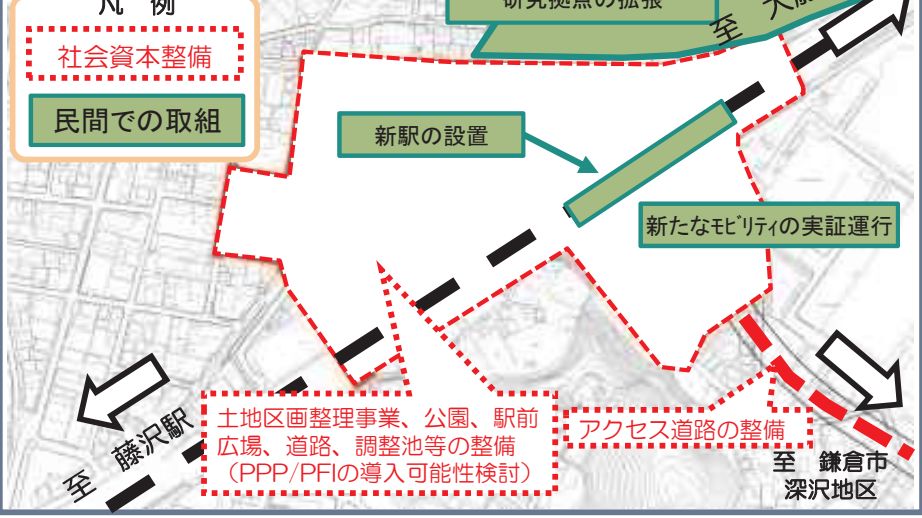 凡 例
社会資本整備
民間での取組
研究拠点の拡張
至 大
新駅の設置
新たなﾓﾋﾞﾘﾃｨの実証運行
土地区画整理事業、公園、駅前
広場、道路、調整池等の整備
（PPP/PFIの導入可能性検討）
アクセス道路の整備
至 藤沢駅
至 鎌倉市
深沢地区